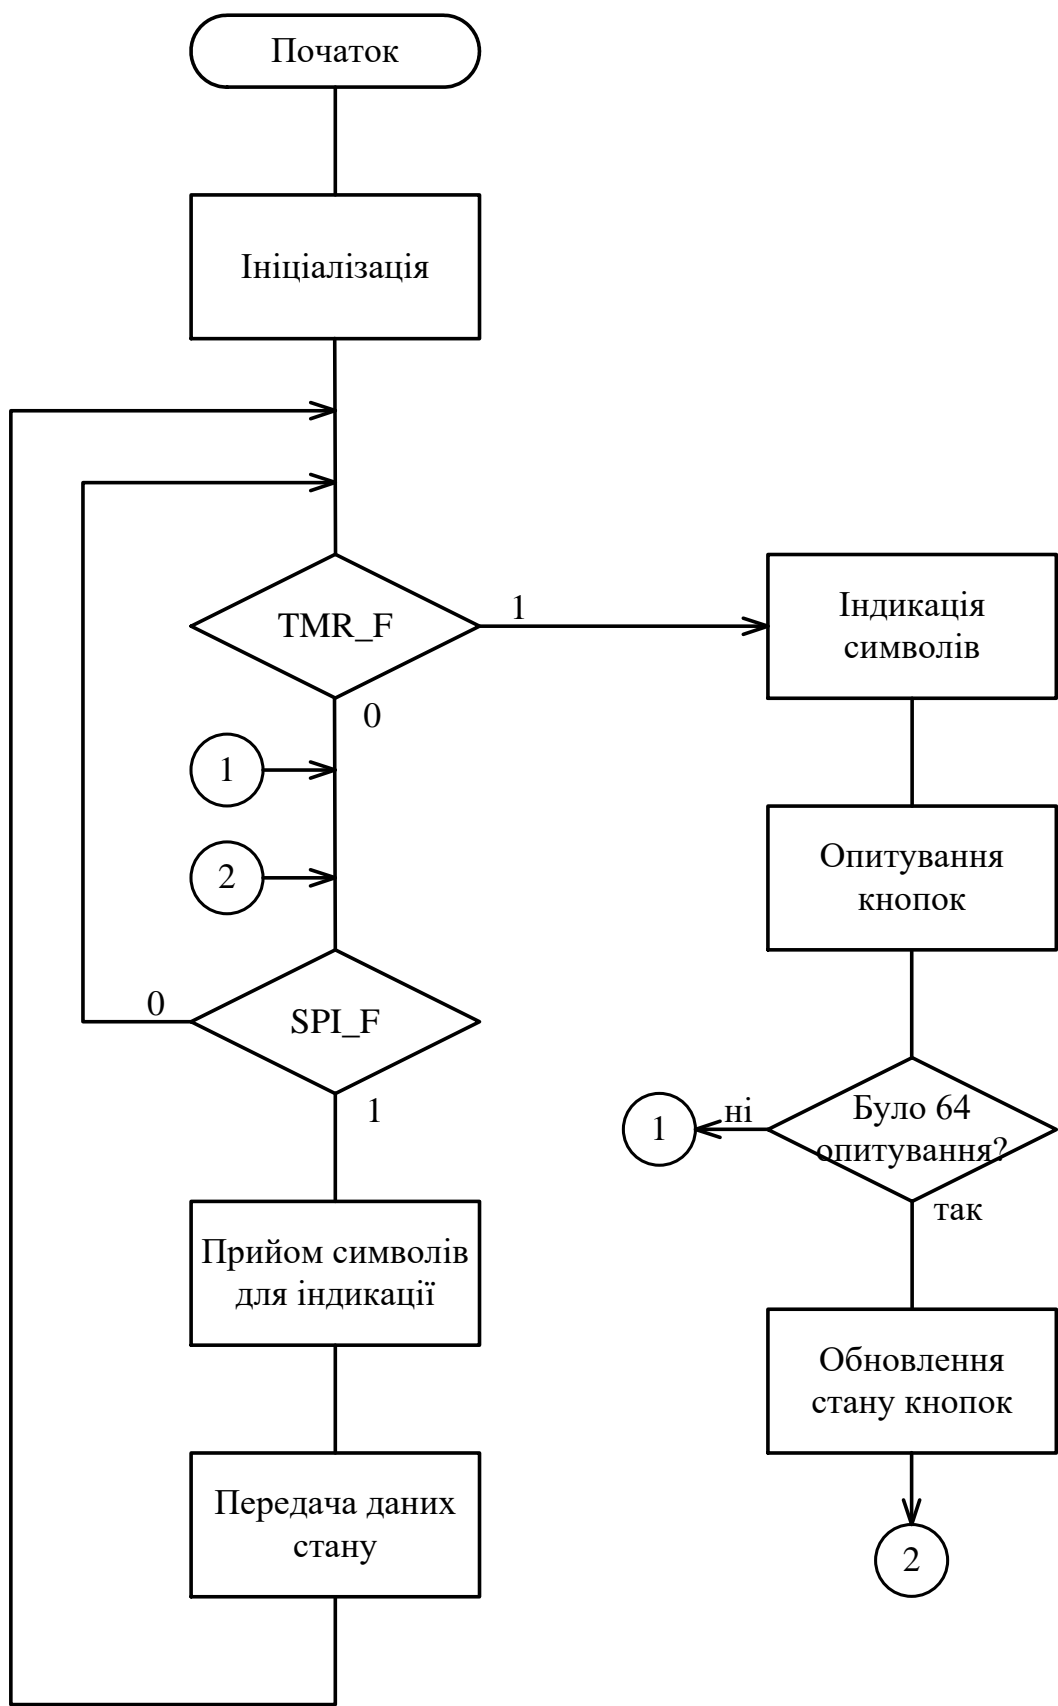 Початок
Ініціалізація
TMR_F
1
0
1
2
SPI_F
0
1
Прийом символів
для індикації
Передача даних
стану
Індикація
символів
Опитування
кнопок
Було 64
опитування?
ні
1
так
Обновлення
стану кнопок
2